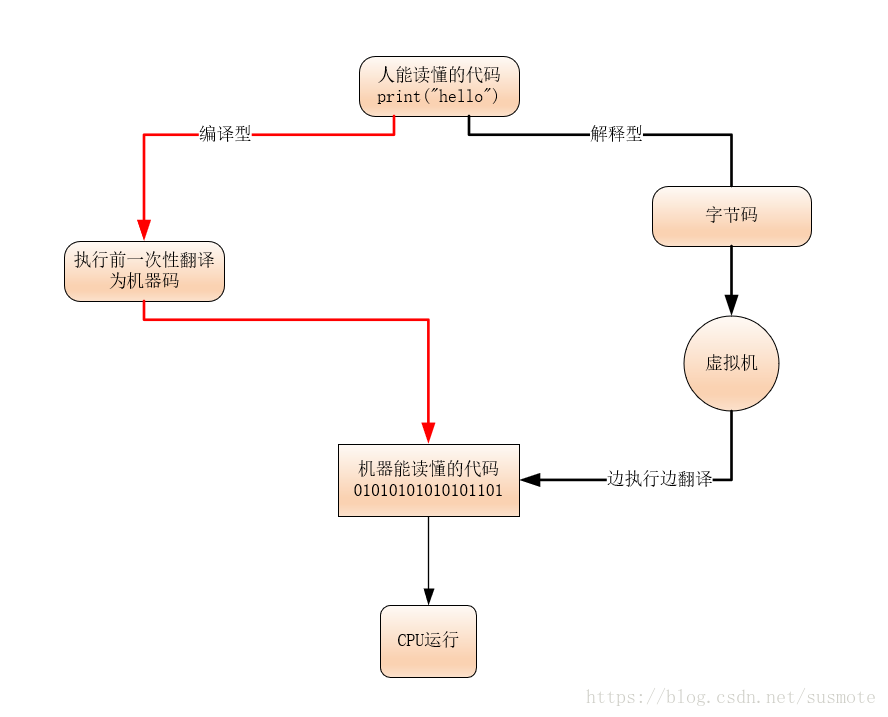 人能读懂的代码
print("hello")
编译型
解释型
字节码
执行前一次性翻译
为机器码
虚拟机
机器能读懂的代码
01010101010101101
边执行边翻译
CPU运行
https://blog.csdn.net/susmote